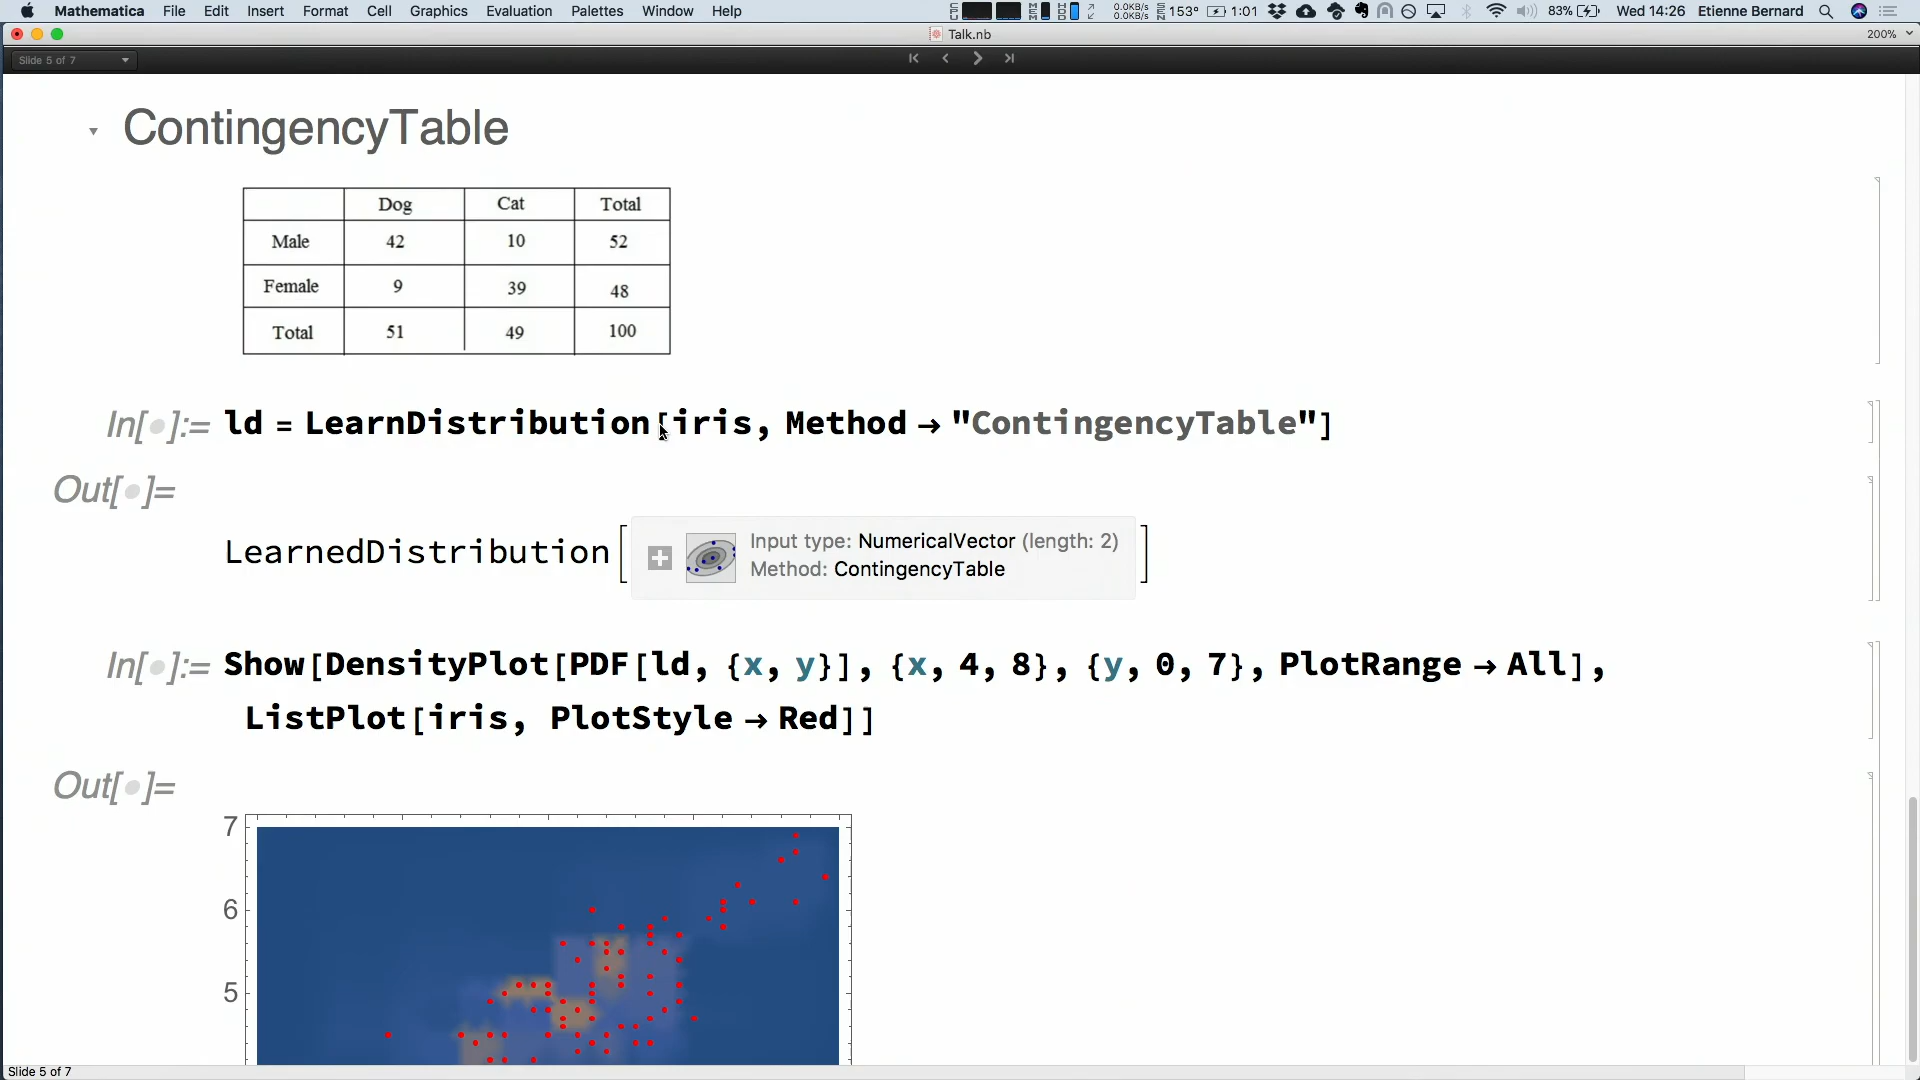 Mathematica File Edit Insert Format Cell Graphics Evaluation Palettes Window Help 0.0KB/s 0.0KB/s 153° 1:01 83% Wed 14:26 Etienne Bernard
Talk.nb 200%
Slide 5 of 7
ContingencyTable
Dog Cat Total
Male 42 10 52
Female 9 39 48
Total 51 49 100
In[•]:= ld = LearnDistribution[iris, Method → "ContingencyTable"]
Out[•]=
LearnedDistribution[ Input type: NumericalVector (length: 2)
Method: ContingencyTable ]
In[•]:= Show[DensityPlot[PDF[ld, {x, y}], {x, 4, 8}, {y, 0, 7}, PlotRange → All],
ListPlot[iris, PlotStyle → Red]]
Out[•]=
7
6
5
Slide 5 of 7